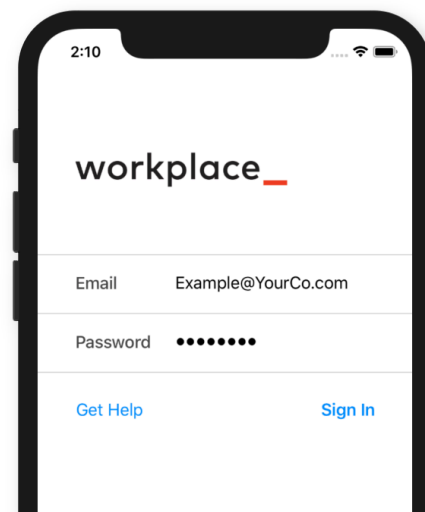 2:10
workplace_
Email Example@YourCo.com
Password ••••••••
Get Help Sign In